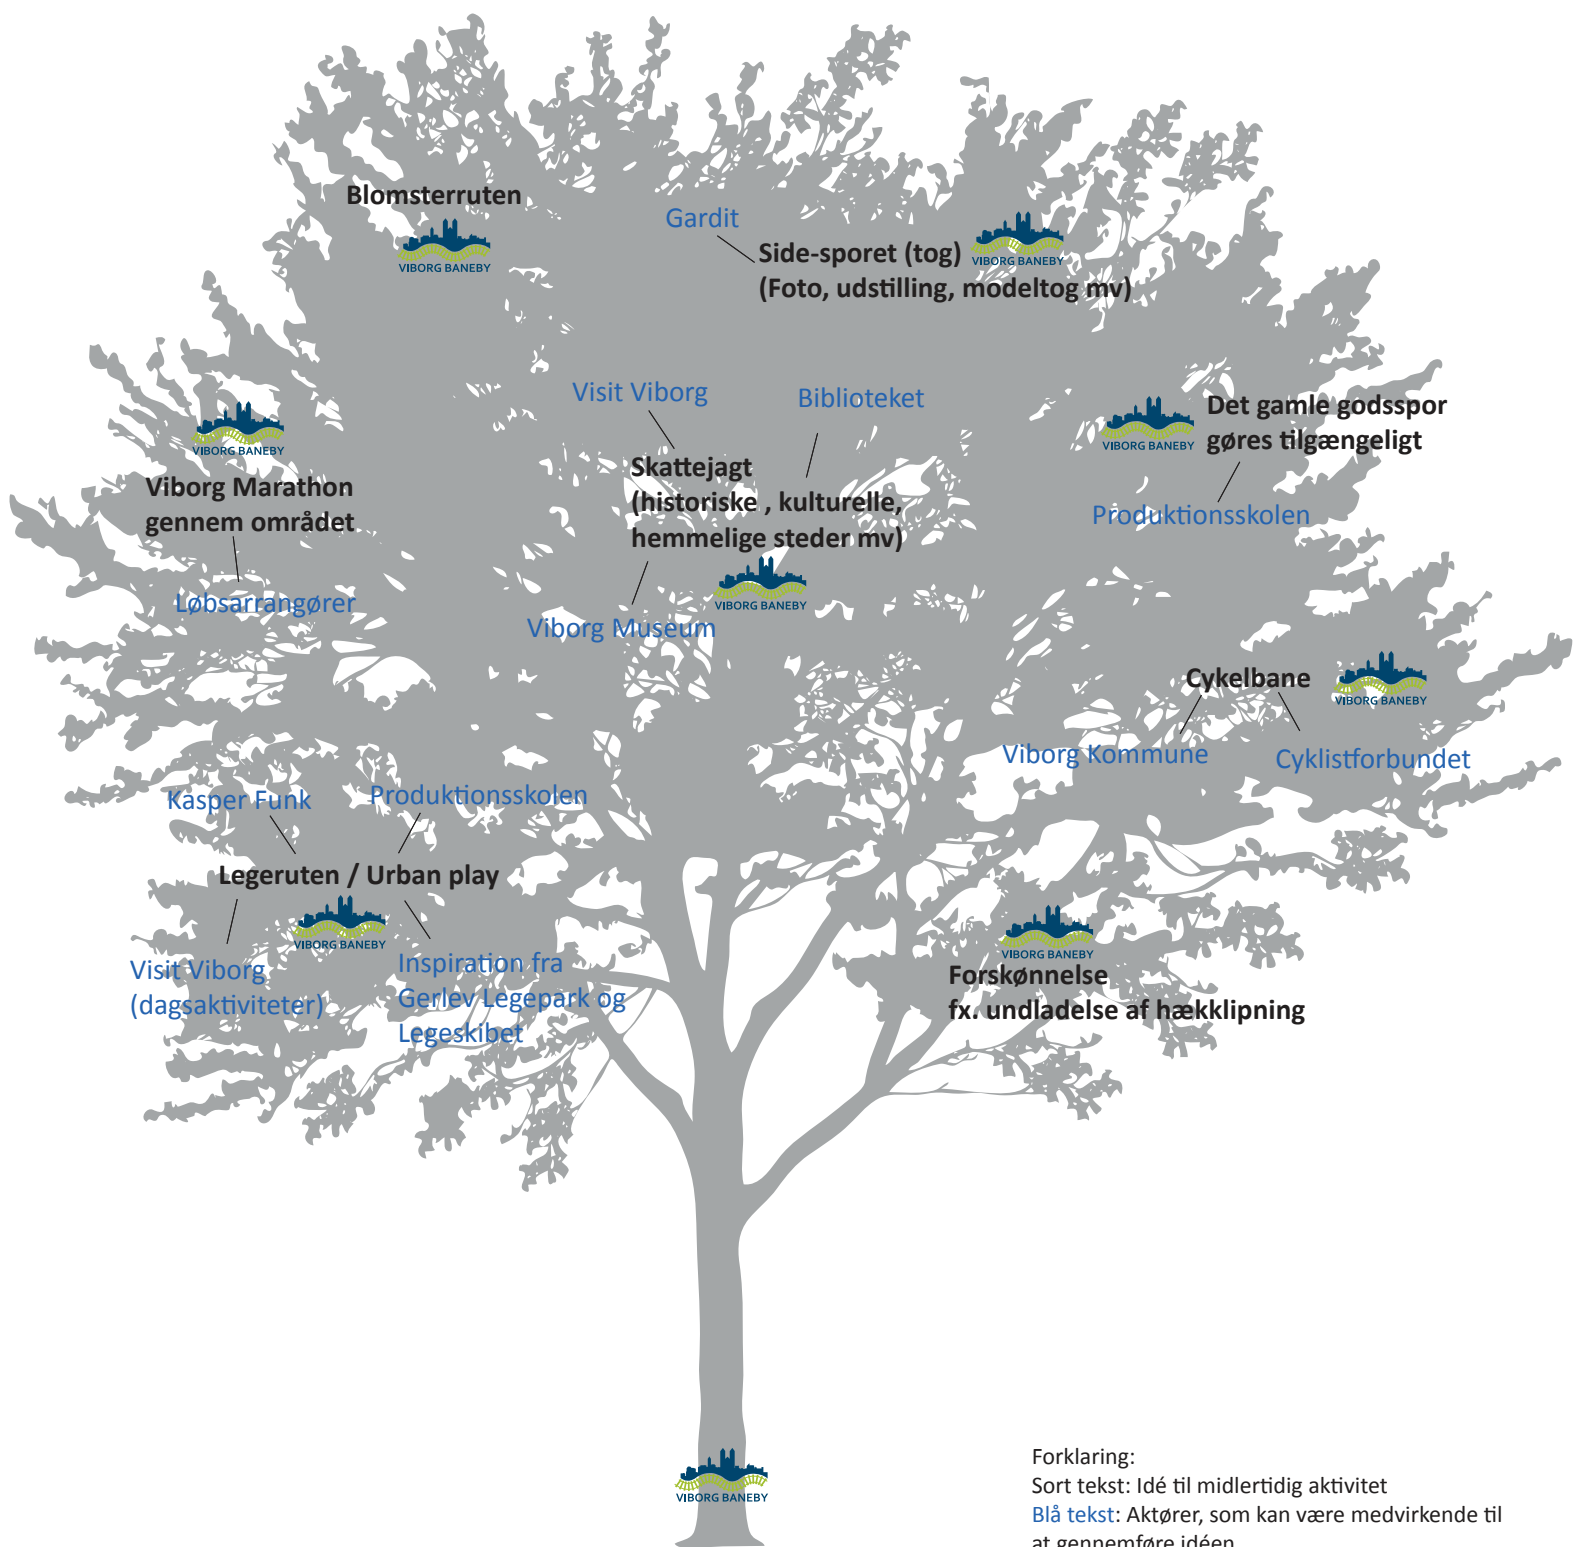 Blomsterruten
VIBORG BANEBY
Gardit
Side-sporet (tog)
(Foto, udstilling, modeltog mv)
VIBORG BANEBY
Visit Viborg
Biblioteket
Skattejagt
(historiske , kulturelle,
hemmelige steder mv)
VIBORG BANEBY
Viborg Museum
VIBORG BANEBY
Det gamle godsspor
gøres tilgængeligt
Produktionsskolen
VIBORG BANEBY
Viborg Marathon
gennem området
Løbsarrangører
Cykelbane
VIBORG BANEBY
Viborg Kommune
Cyklistforbundet
Kasper Funk
Produktionsskolen
Legeruten / Urban play
VIBORG BANEBY
Visit Viborg
(dagsaktiviteter)
Inspiration fra
Gerlev Legepark og
Legeskibet
VIBORG BANEBY
Forskønnelse
fx. undladelse af hækklipning
VIBORG BANEBY
Forklaring:
Sort tekst: Idé til midlertidig aktivitet
Blå tekst: Aktører, som kan være medvirkende til
at gennemføre idéen